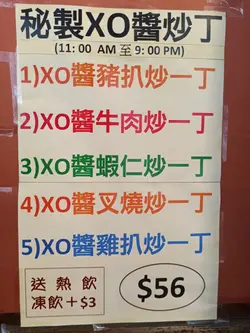 秘製XO醬炒丁
(11: 00 AM 至 9: 00 PM)
1)XO醬豬扒炒一丁
2)XO醬牛肉炒一丁
3)XO醬蝦仁炒一丁
4)XO醬叉燒炒一丁
5)XO醬雞扒炒一丁
送熱飲
凍飲+$3
$56